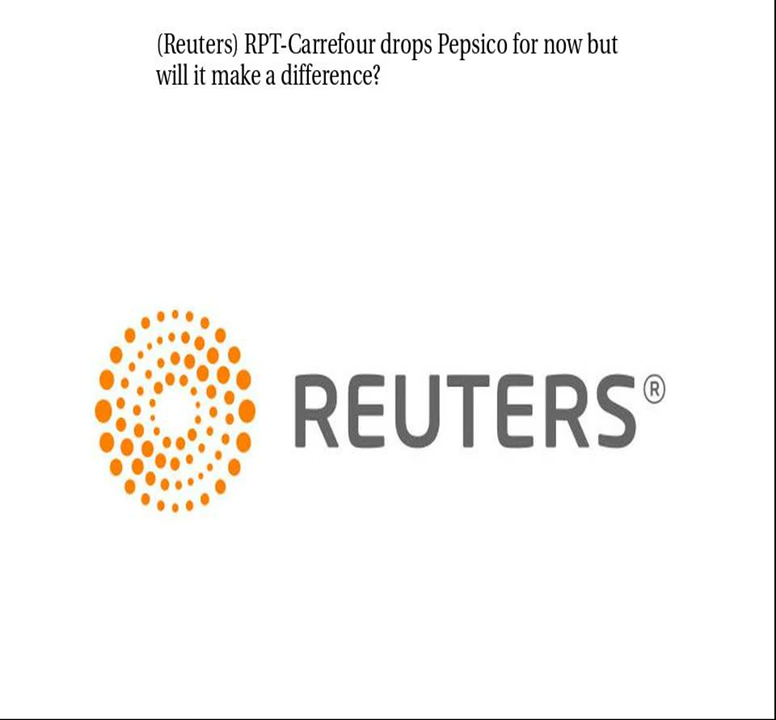 (Reuters) RPT-Carrefour drops Pepsico for now but
will it make a difference?
REUTERS®